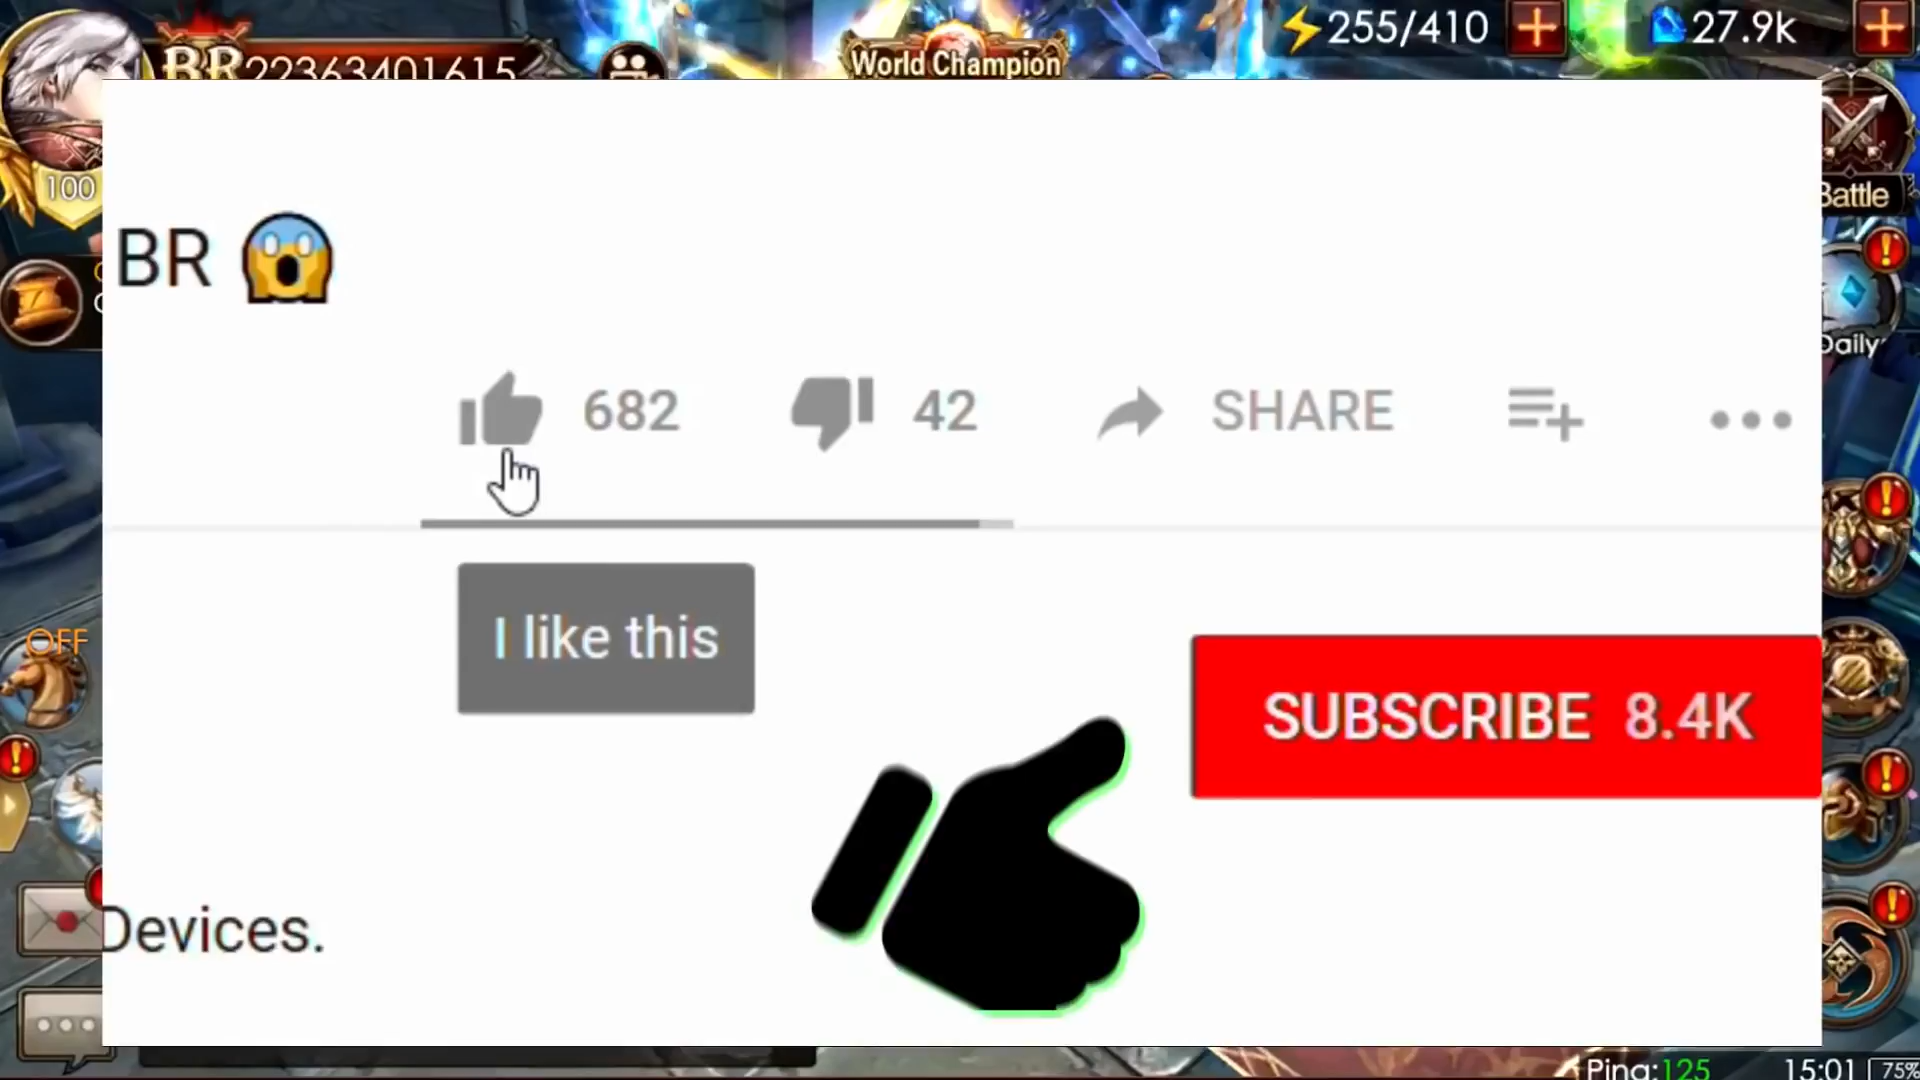 BR22363401615
World Champion
255/410
27.9k
100
Battle
BR
Daily
682
42
SHARE
I like this
OFF
SUBSCRIBE 8.4K
Devices.
Ping:125
15:01
75%